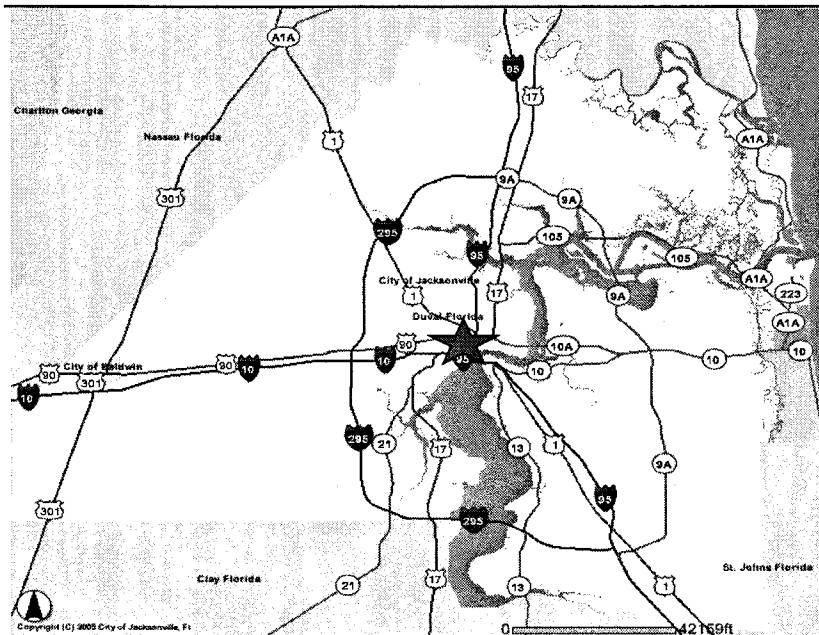 A1A
95
17
Charlton Georgia
Nassau Florida
1
A1A
301
9A
9A
295
95
105
105
City of Jacksonville
A1A
223
1
17
9A
Duval Florida
A1A
90
10A
10
90
City of Baldwin
90
10
10
95
10
10
301
10
295
21
17
13
1
9A
95
301
295
St. Johns Florida
Clay Florida
21
17
13
1
Copyright (C) 2005 City of Jacksonville, Fl
0
42159ft